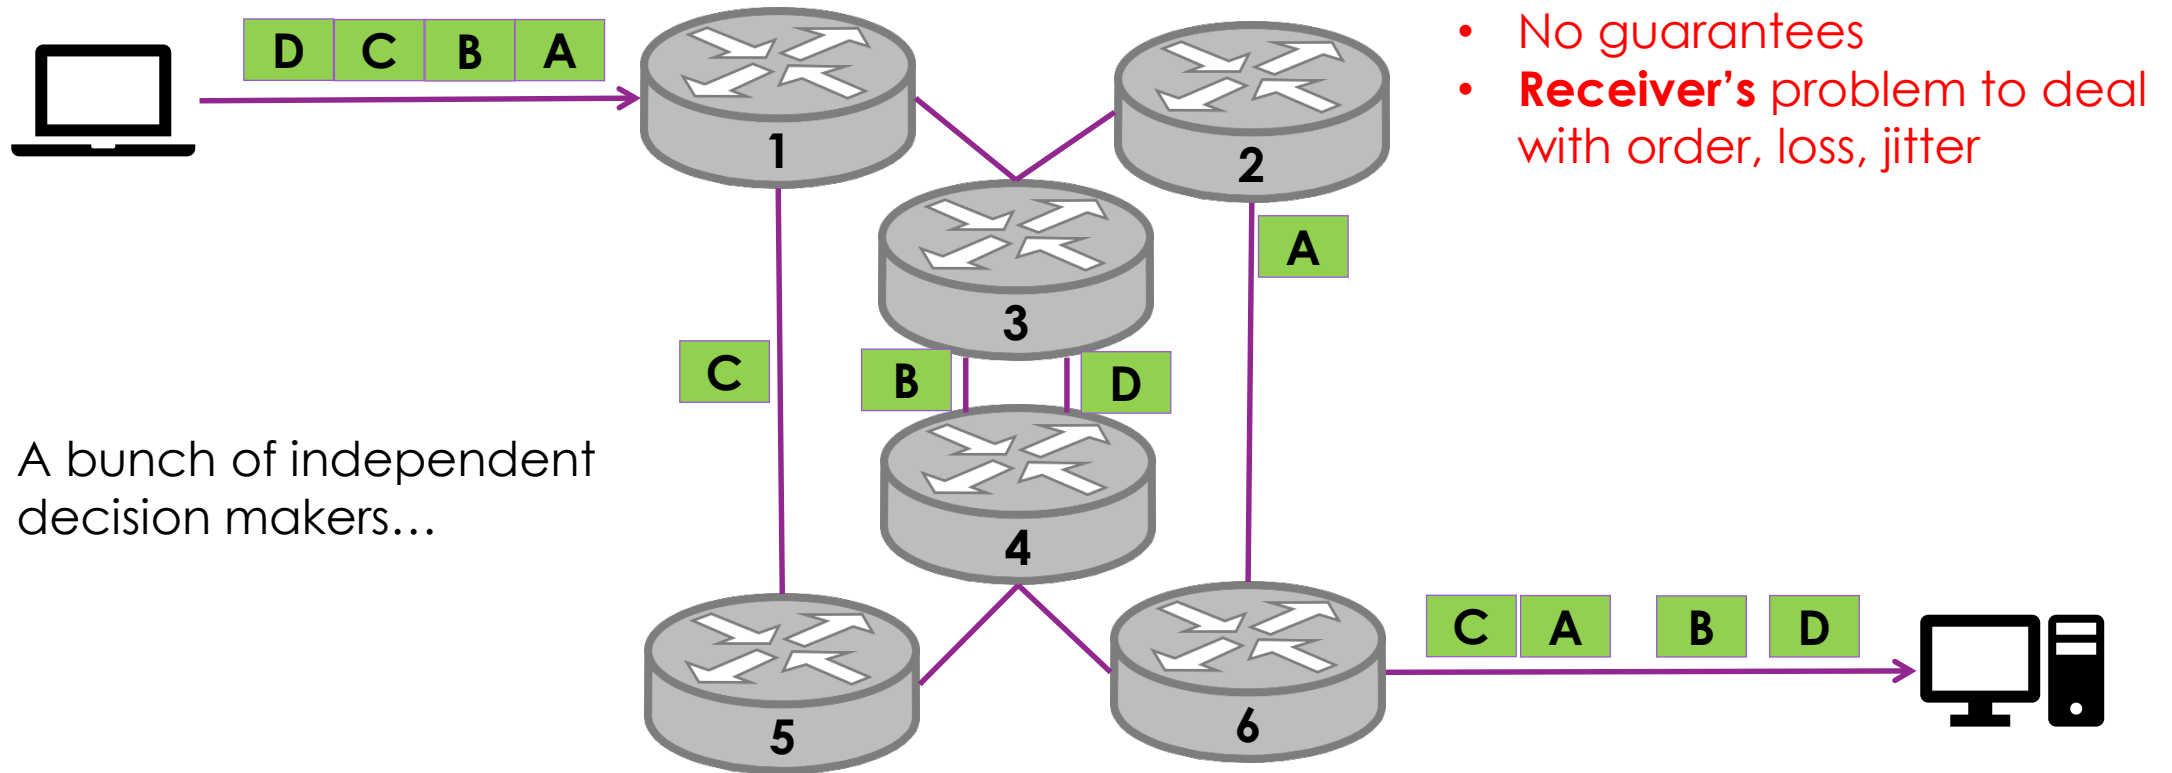 D C B A
1
2
• No guarantees
• Receiver's problem to deal
with order, loss, jitter
A
3
C
B
D
A bunch of independent
decision makers…
4
C A B D
5
6